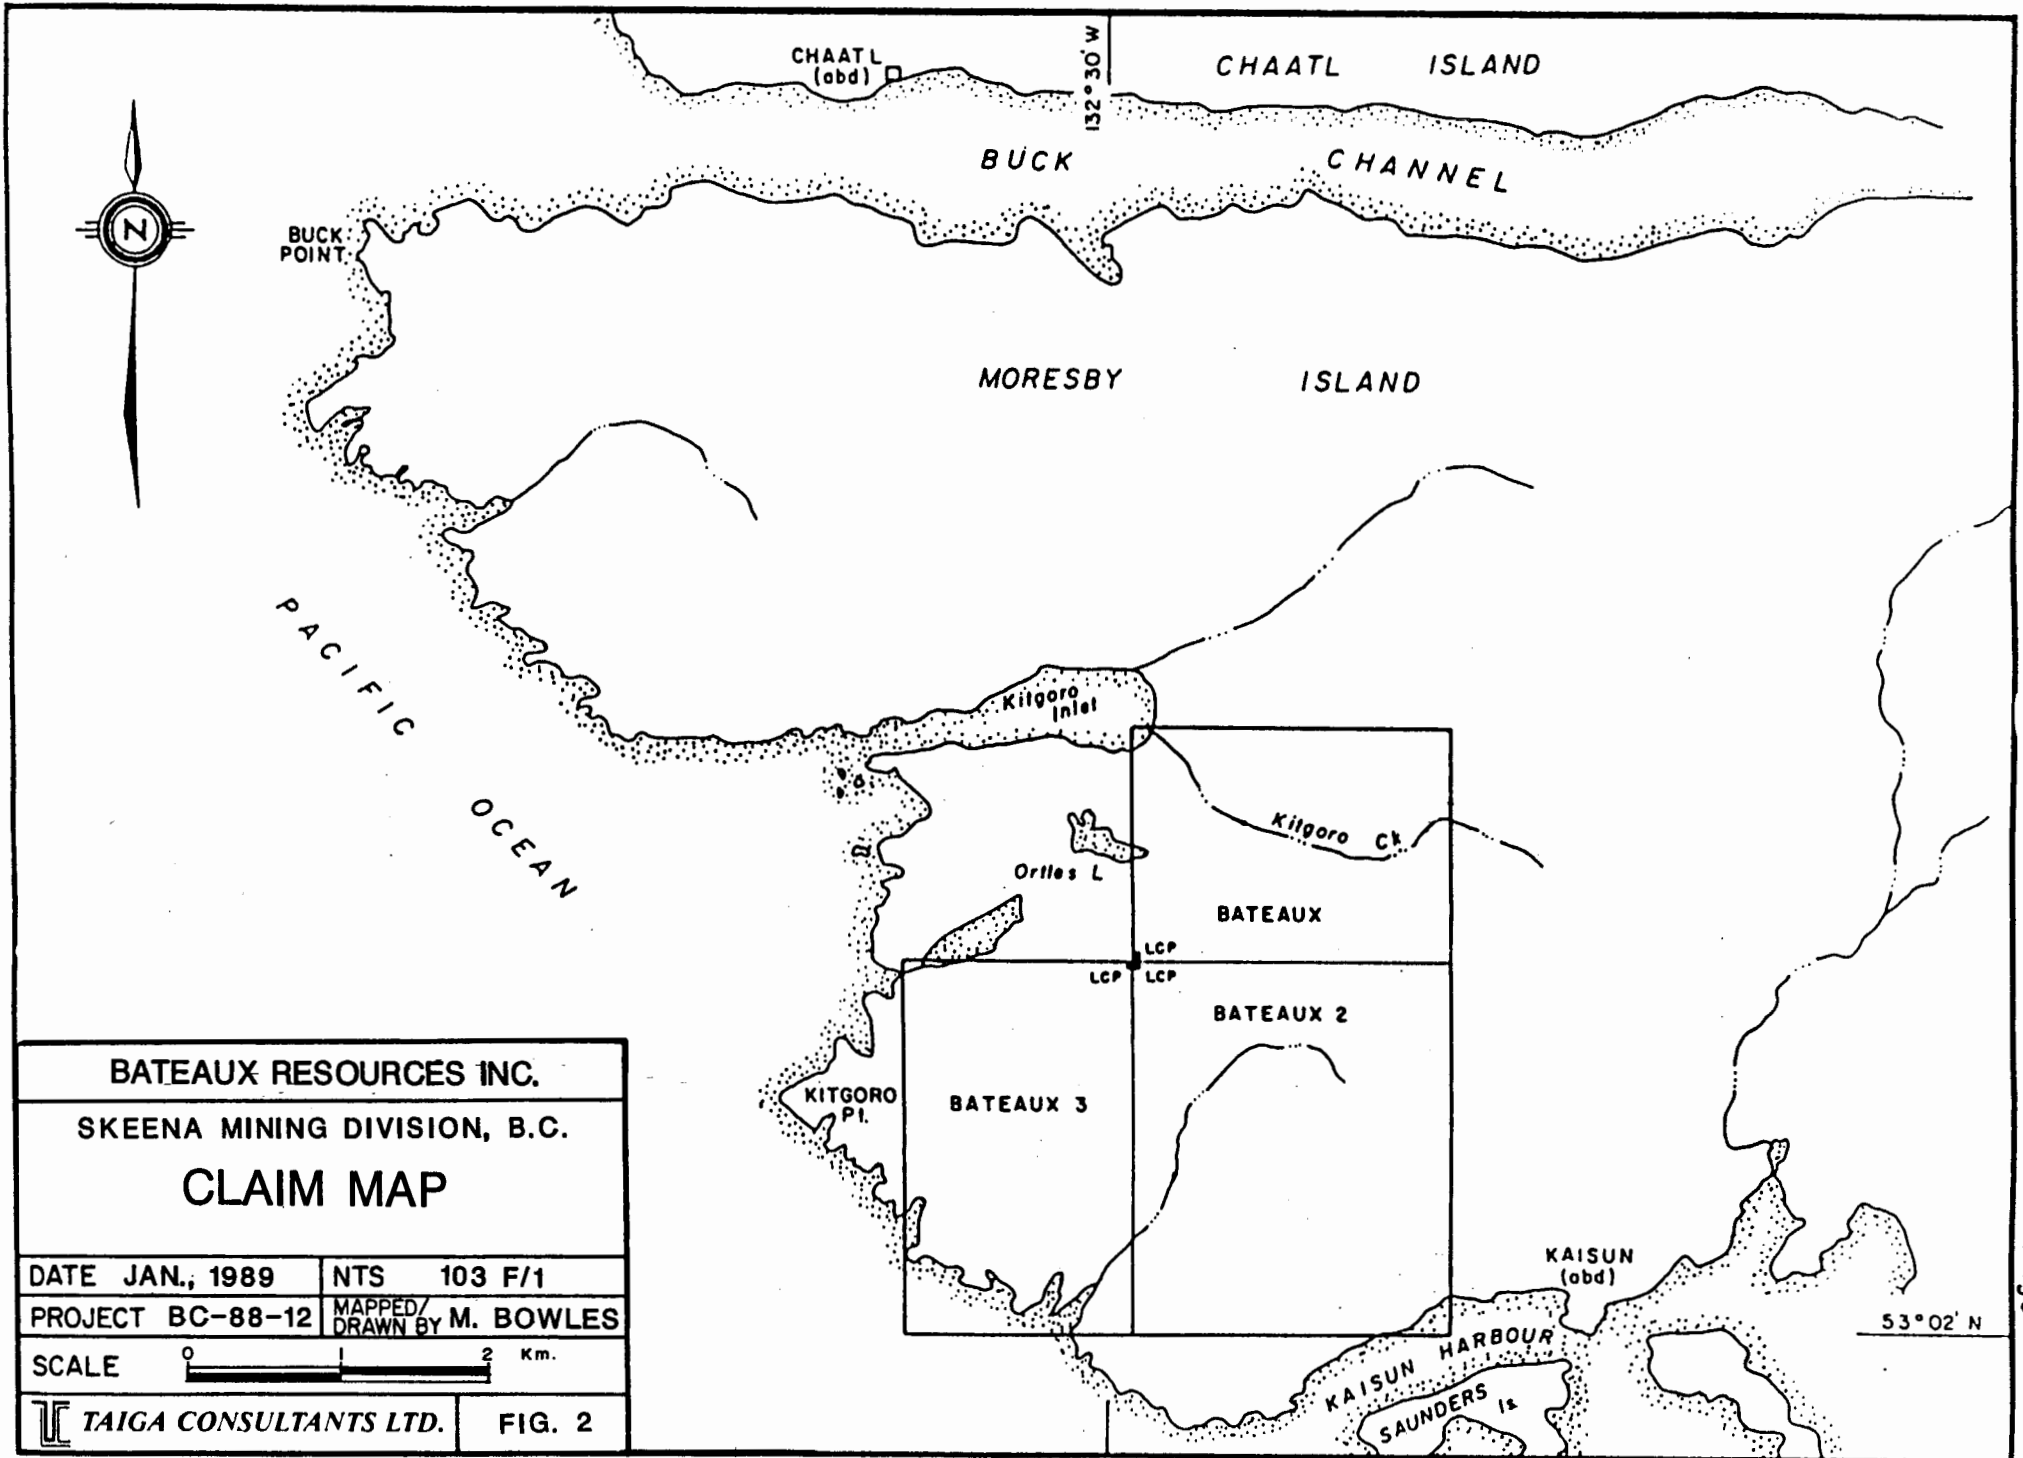 CHAATL
(abd)
132°30'W
CHAATL ISLAND
BUCK CHANNEL
BUCK
POINT
N
MORESBY ISLAND
PACIFIC OCEAN
Kitgoro
Inlet
Kitgoro Ck
Ortles L
BATEAUX
LCP
LCP LCP
BATEAUX 2
KITGORO
Pt.
BATEAUX 3
KAISUN
(abd)
53°02' N
KAISUN HARBOUR
SAUNDERS Is
BATEAUX RESOURCES INC.
SKEENA MINING DIVISION, B.C.
CLAIM MAP
DATE JAN., 1989 NTS 103 F/1
PROJECT BC-88-12 MAPPED/
DRAWN BY M. BOWLES
SCALE 0 1 2 Km.
TAIGA CONSULTANTS LTD. FIG. 2